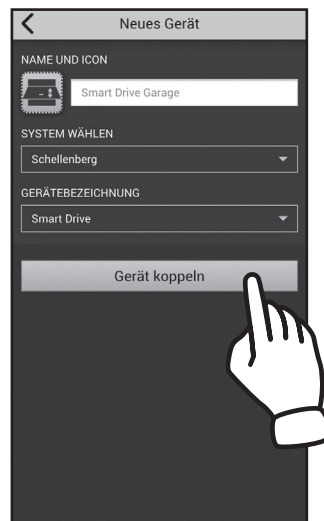 Neues Gerät
NAME UND ICON
Smart Drive Garage
SYSTEM WÄHLEN
Schellenberg
GERÄTEBEZEICHNUNG
Smart Drive
Gerät koppeln